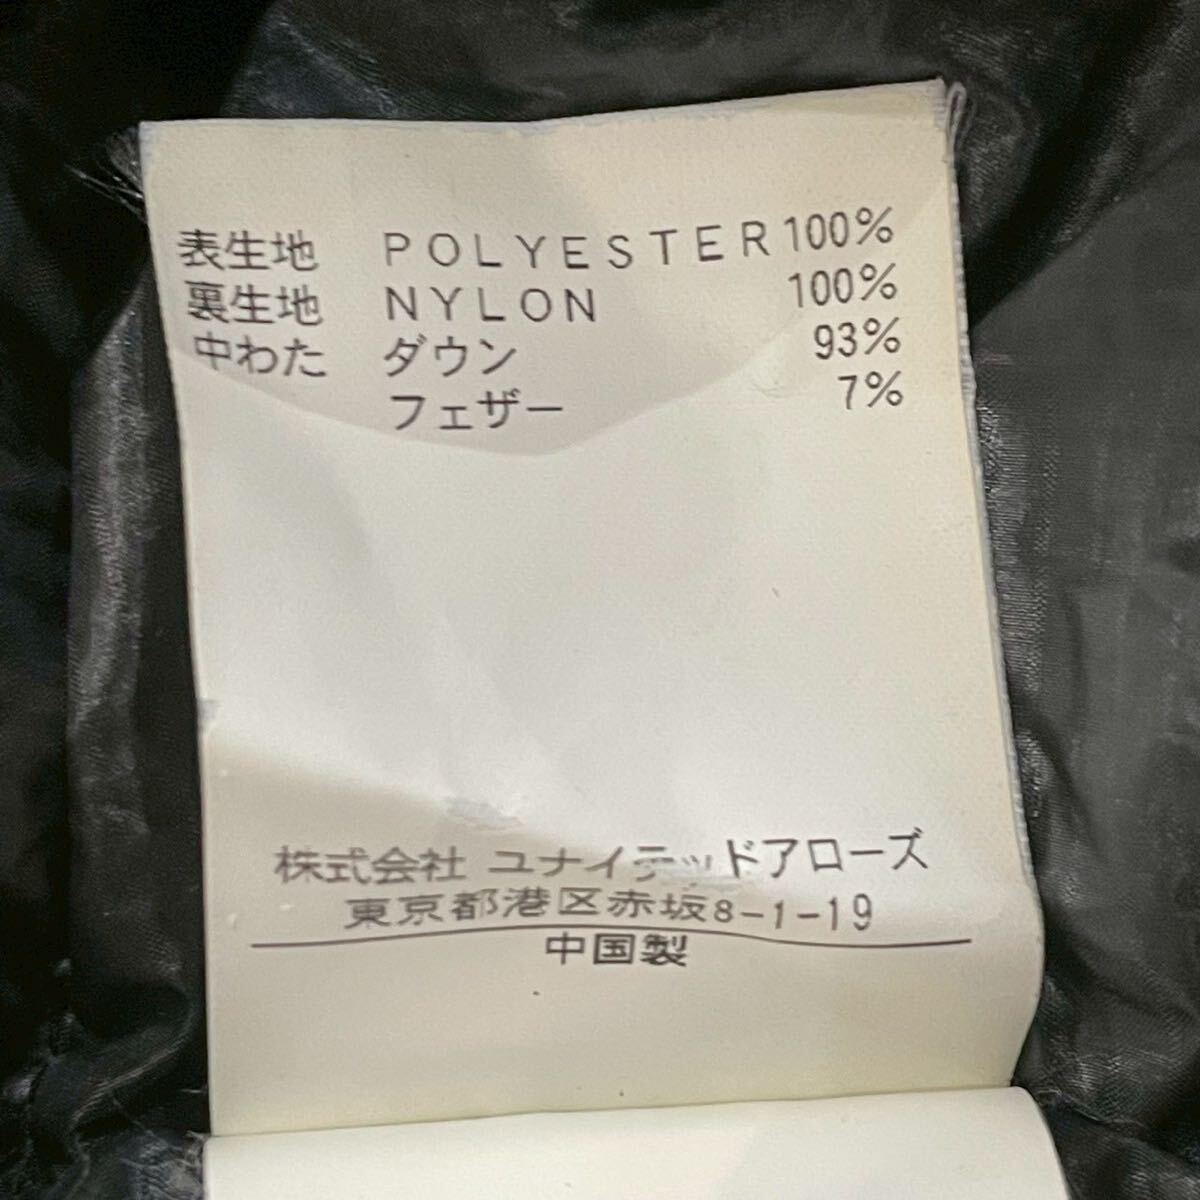 表生地 POLYESTER 100%
裏生地 NYLON 100%
中わた ダウン 93%
フェザー 7%
株式会社 ユナイテッドアローズ
東京都港区赤坂8-1-19
中国製